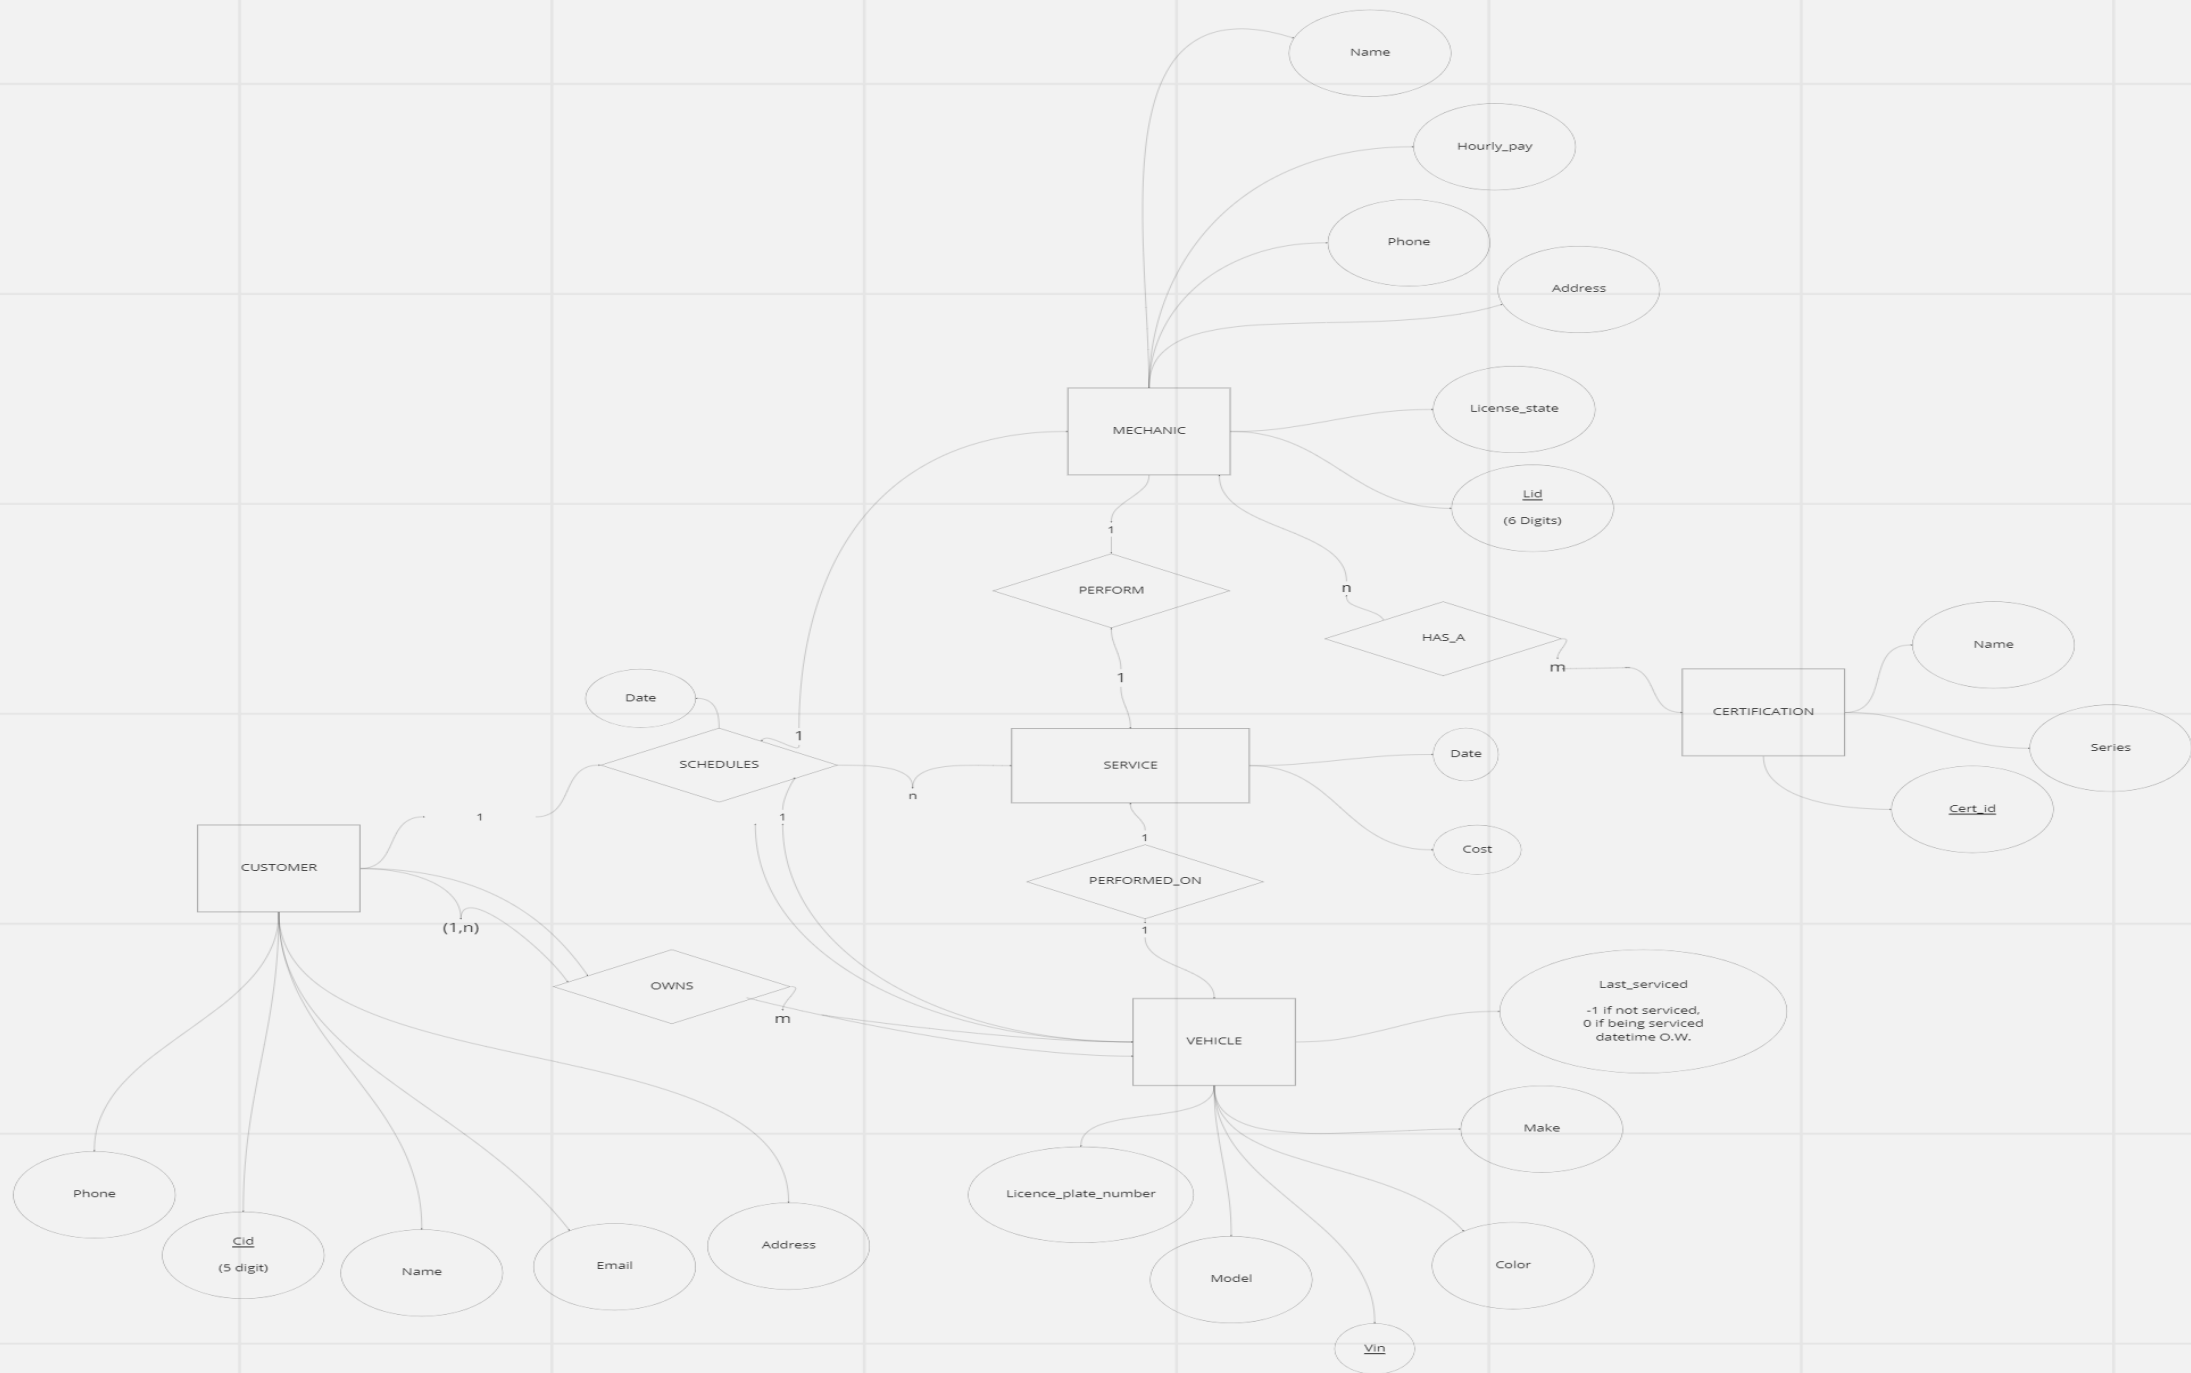 Name
Hourly_pay
Phone
Address
MECHANIC
License_state
Lid
(6 Digits)
1
PERFORM
n
HAS_A
m
1
Name
CERTIFICATION
Series
Cert_id
Date
1
SCHEDULES
n
SERVICE
Date
Cost
1
1
1
PERFORMED_ON
1
CUSTOMER
(1,n)
OWNS
m
VEHICLE
Last_serviced
-1 if not serviced,
0 if being serviced
datetime O.W.
Make
Licence_plate_number
Model
Color
Vin
Phone
Cid
(5 digit)
Name
Email
Address